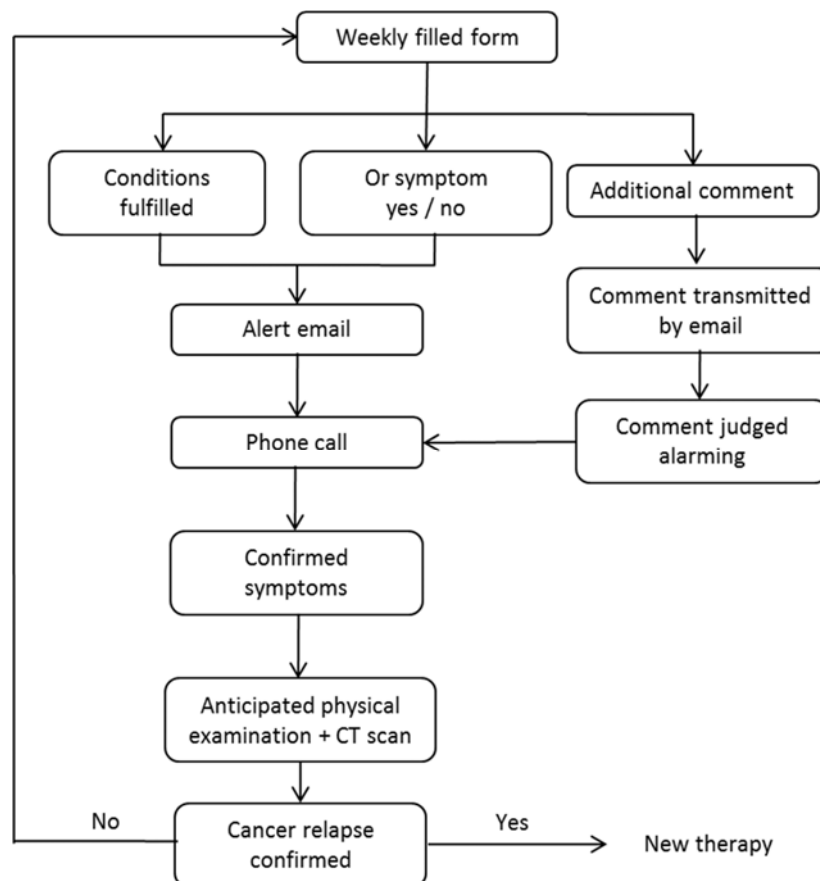 Weekly filled form
Conditions
fulfilled
Or symptom
yes / no
Additional comment
Comment transmitted
by email
Alert email
Comment judged
alarming
Phone call
Confirmed
symptoms
Anticipated physical
examination + CT scan
No
Cancer relapse
confirmed
Yes
New therapy